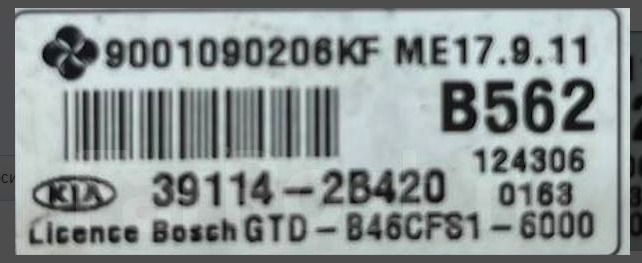 9001090206KF ME17.9.11
B562
124306
KIA 39114-2B420 0163
Licence Bosch GTD-B46CFS1-6000